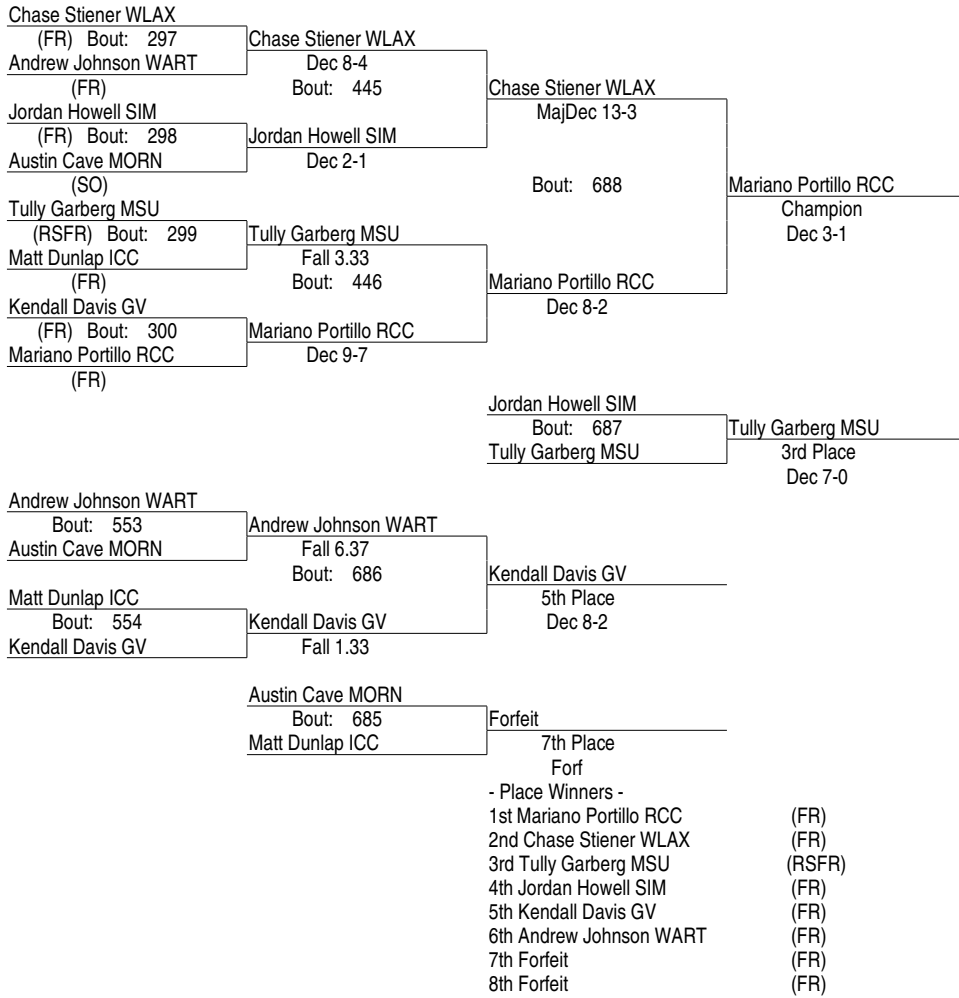 Chase Stiener WLAX
(FR) Bout: 297 Chase Stiener WLAX
Andrew Johnson WART Dec 8-4
(FR) Bout: 445 Chase Stiener WLAX
Jordan Howell SIM MajDec 13-3
(FR) Bout: 298 Jordan Howell SIM
Austin Cave MORN Dec 2-1
(SO) Bout: 688 Mariano Portillo RCC
Tully Garberg MSU Champion
(RSFR) Bout: 299 Tully Garberg MSU Dec 3-1
Matt Dunlap ICC Fall 3.33
(FR) Bout: 446 Mariano Portillo RCC
Kendall Davis GV Dec 8-2
(FR) Bout: 300 Mariano Portillo RCC
Mariano Portillo RCC Dec 9-7
(FR)
Jordan Howell SIM
Bout: 687 Tully Garberg MSU
Tully Garberg MSU 3rd Place
Dec 7-0
Andrew Johnson WART
Bout: 553 Andrew Johnson WART
Austin Cave MORN Fall 6.37
Bout: 686 Kendall Davis GV
Matt Dunlap ICC 5th Place
Bout: 554 Kendall Davis GV Dec 8-2
Kendall Davis GV Fall 1.33
Austin Cave MORN
Bout: 685 Forfeit
Matt Dunlap ICC 7th Place
Forf
- Place Winners -
1st Mariano Portillo RCC (FR)
2nd Chase Stiener WLAX (FR)
3rd Tully Garberg MSU (RSFR)
4th Jordan Howell SIM (FR)
5th Kendall Davis GV (FR)
6th Andrew Johnson WART (FR)
7th Forfeit (FR)
8th Forfeit (FR)